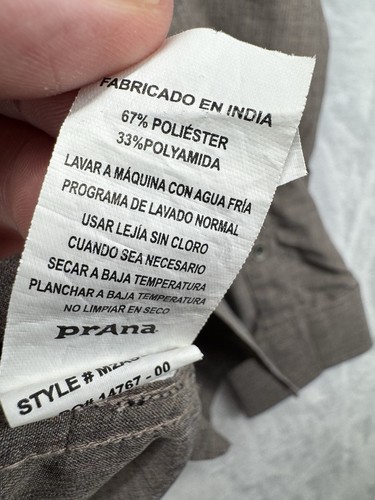 FABRICADO EN INDIA
67% POLIÉSTER
33%POLYAMIDA
LAVAR A MÁQUINA CON AGUA FRÍA
PROGRAMA DE LAVADO NORMAL
USAR LEJÍA SIN CLORO
CUANDO SEA NECESARIO
SECAR A BAJA TEMPERATURA
PLANCHAR A BAJA TEMPERATURA
NO LIMPIAR EN SECO
prAna
STYLE #
14767 - 00